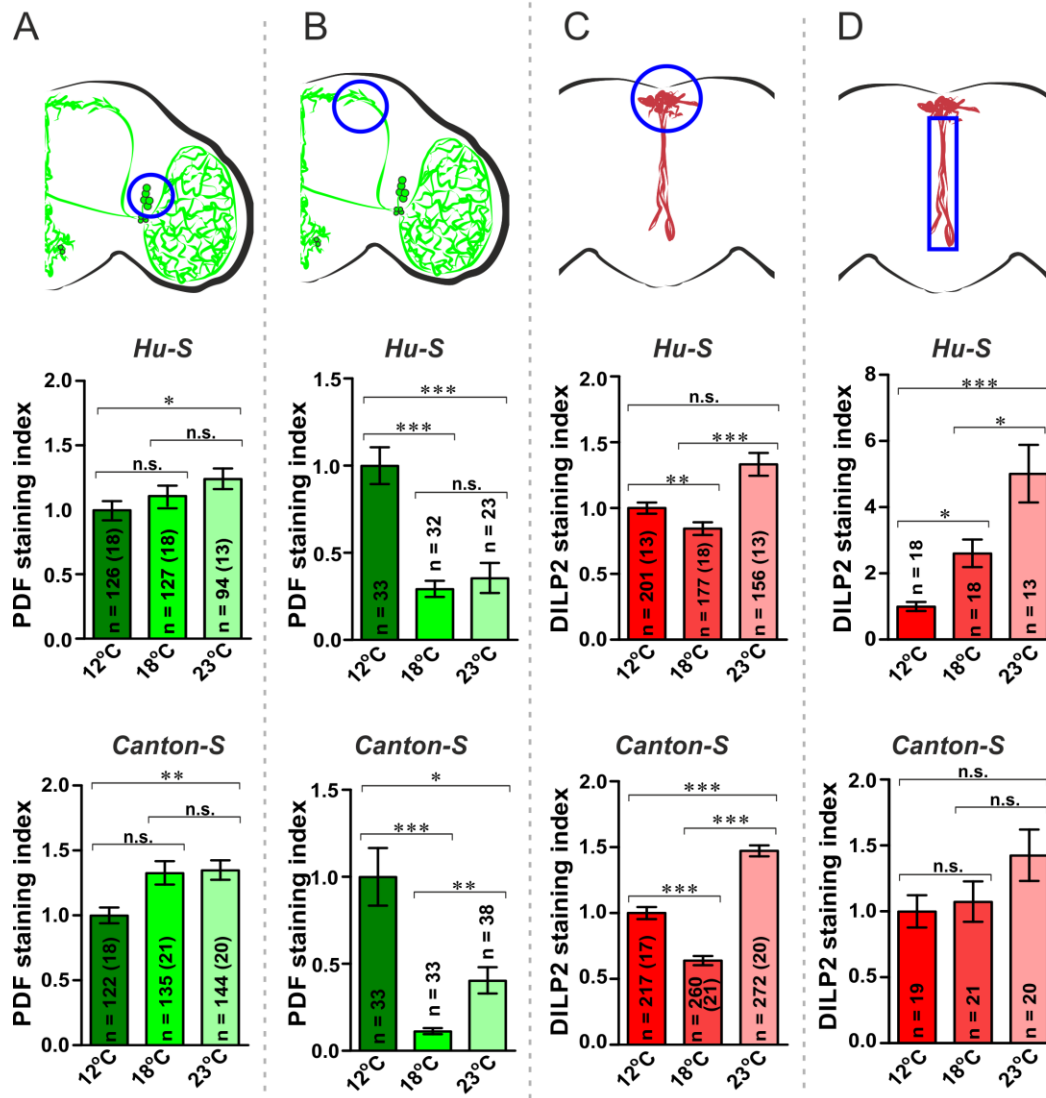 A
B
C
D
Hu-S
PDF staining index
2.0
1.5
1.0
0.5
0.0
*
n.s.
n.s.
n = 126 (18)
n = 127 (18)
n = 94 (13)
12°C
18°C
23°C
Hu-S
PDF staining index
1.5
1.0
0.5
0.0
***
***
n.s.
n = 33
n = 32
n = 23
12°C
18°C
23°C
Hu-S
DILP2 staining index
2.0
1.5
1.0
0.5
0.0
n.s.
***
**
n = 201 (13)
n = 177 (18)
n = 156 (13)
12°C
18°C
23°C
Hu-S
DILP2 staining index
8
6
4
2
0
***
*
*
n = 18
n = 18
n = 13
12°C
18°C
23°C
Canton-S
PDF staining index
2.0
1.5
1.0
0.5
0.0
**
n.s.
n.s.
n = 122 (18)
n = 135 (21)
n = 144 (20)
12°C
18°C
23°C
Canton-S
PDF staining index
1.5
1.0
0.5
0.0
*
***
**
n = 33
n = 33
n = 38
12°C
18°C
23°C
Canton-S
DILP2 staining index
2.0
1.5
1.0
0.5
0.0
***
***
***
n = 217 (17)
n = 260
(21)
n = 272 (20)
12°C
18°C
23°C
Canton-S
DILP2 staining index
2.0
1.5
1.0
0.5
0.0
n.s.
n.s.
n.s.
n = 19
n = 21
n = 20
12°C
18°C
23°C